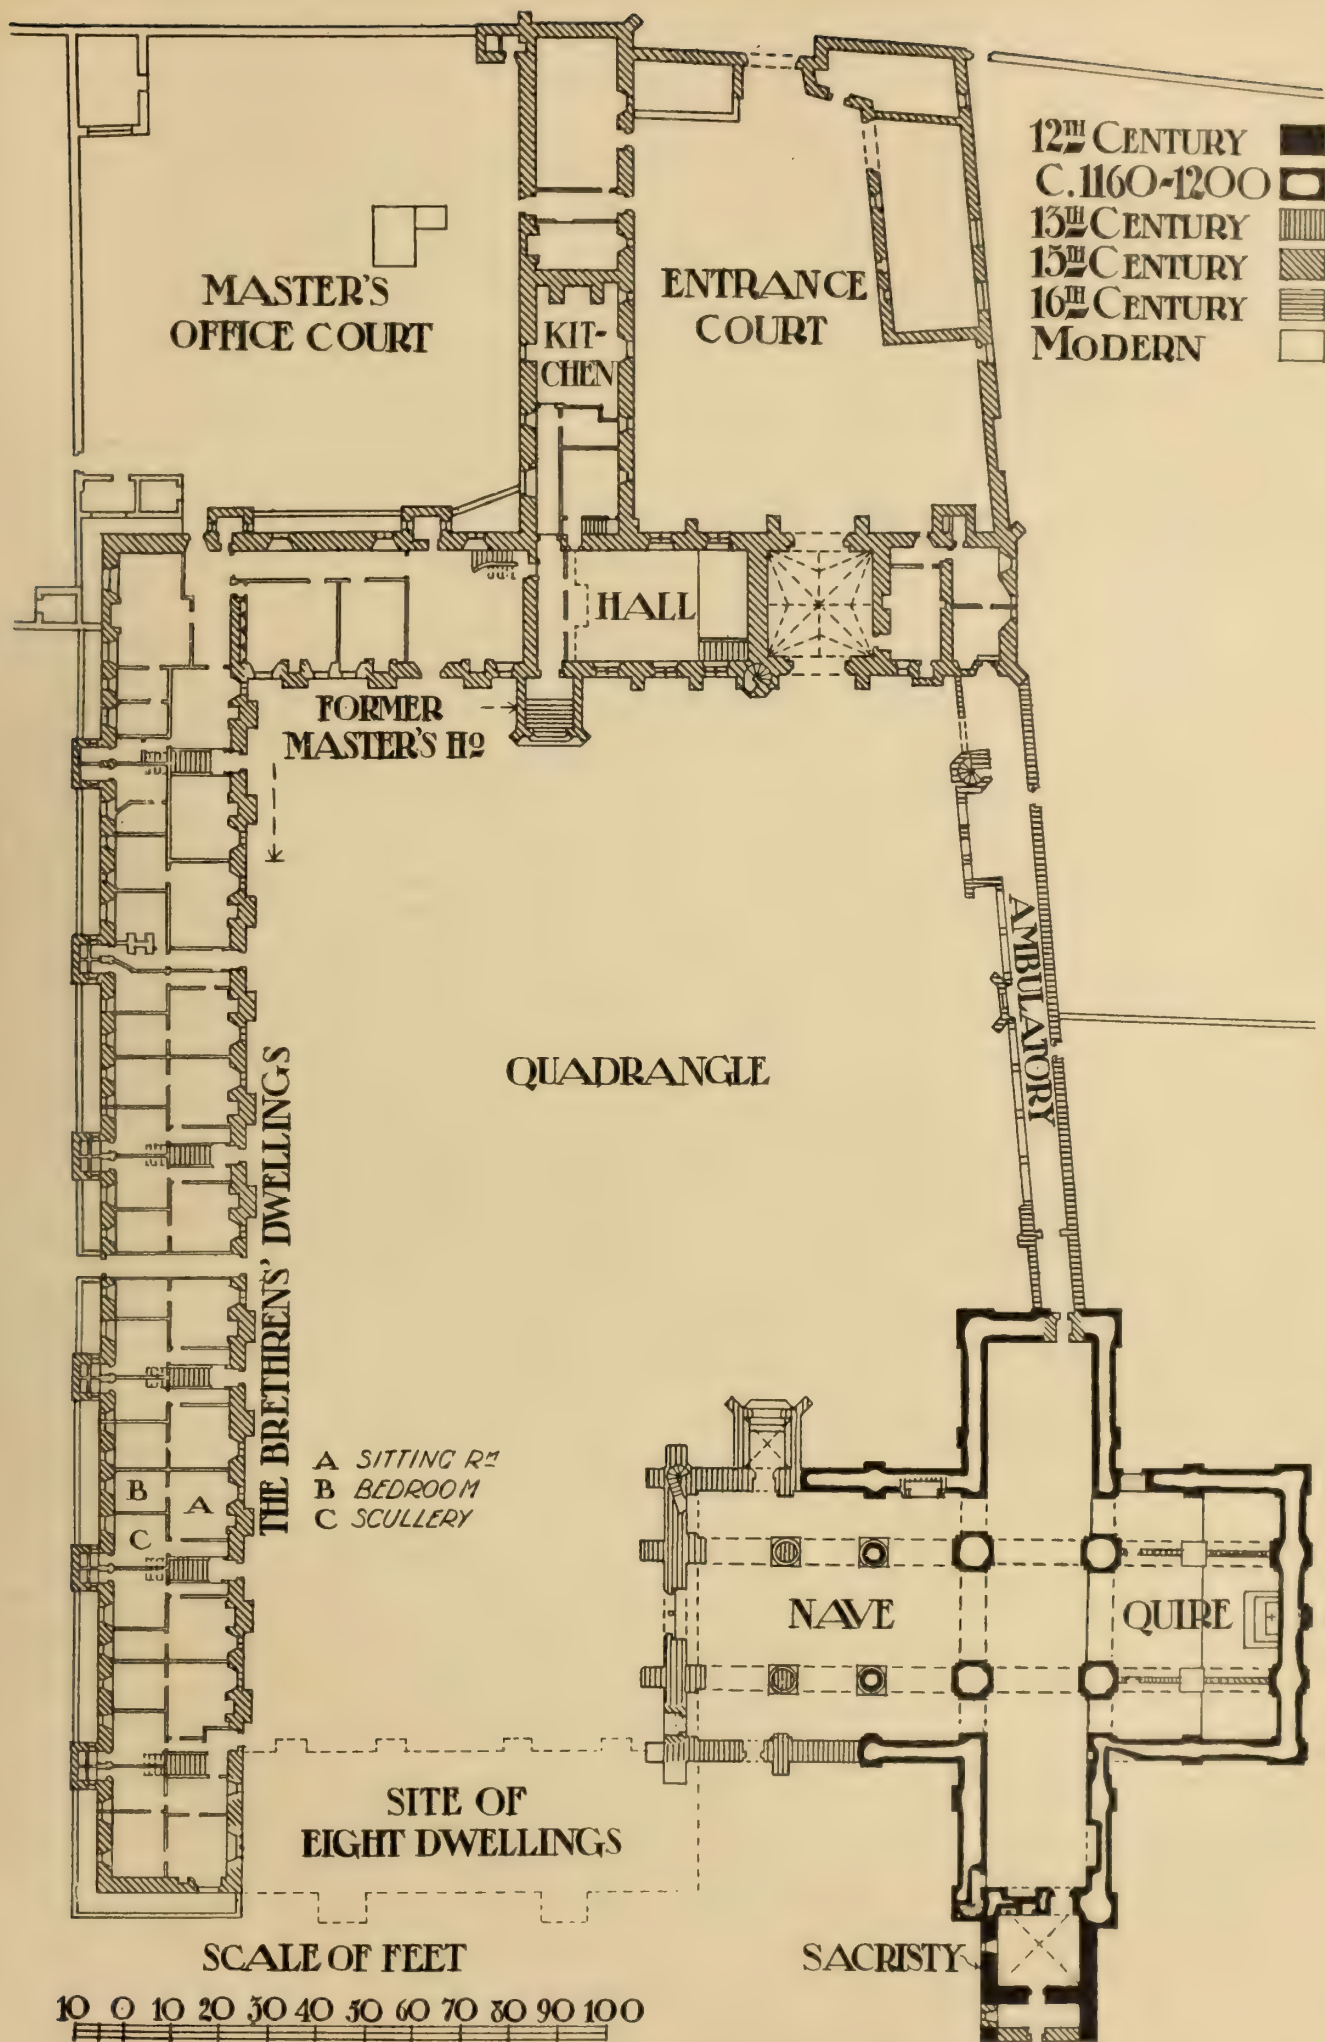 12TH CENTURY
C. 1160-1200
13TH CENTURY
15TH CENTURY
16TH CENTURY
MODERN
MASTER'S
OFFICE COURT
ENTRANCE
COURT
KIT-
CHEN
HALL
FORMER
MASTER'S HO
AMBULATORY
QUADRANGLE
THE BRETHRENS' DWELLINGS
A SITTING RM
B BEDROOM
C SCULLERY
B
A
C
NAVE
QUIRE
SITE OF
EIGHT DWELLINGS
SACRISTY
SCALE OF FEET
10 0 10 20 30 40 50 60 70 80 90 100